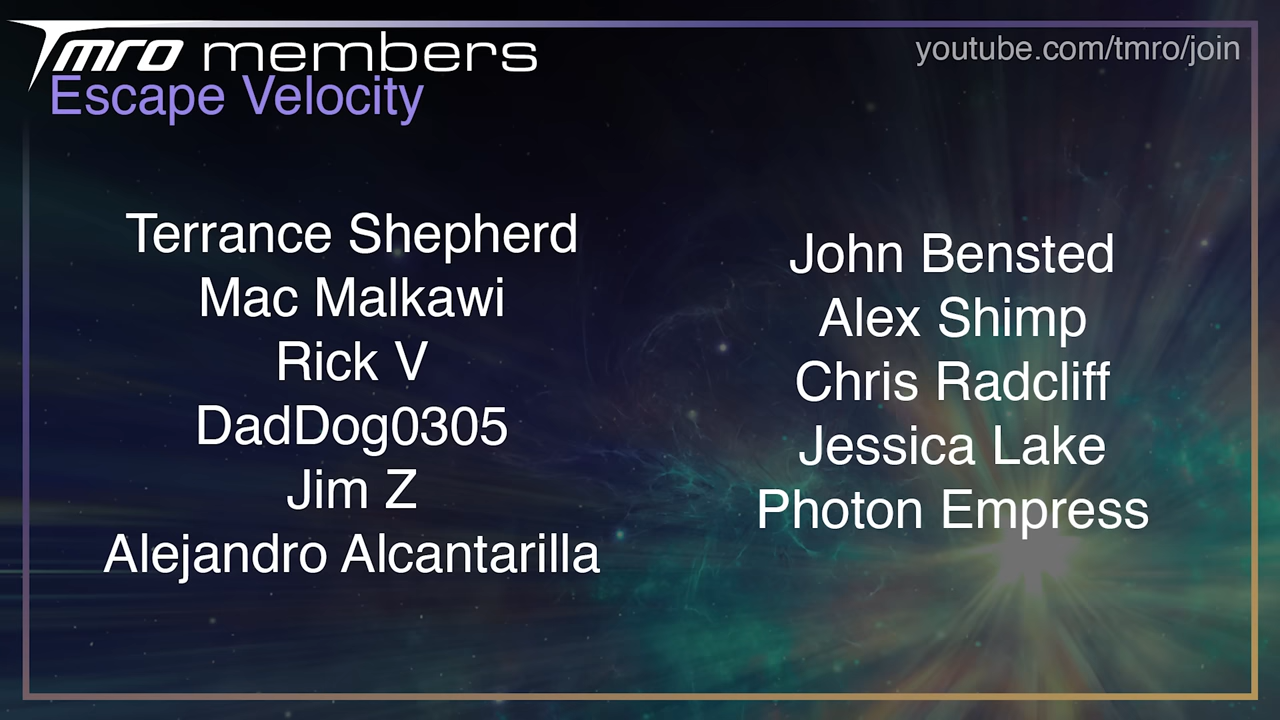 Tmro members
youtube.com/tmro/join
Escape Velocity
Terrance Shepherd
Mac Malkawi
Rick V
DadDog0305
Jim Z
Alejandro Alcantarilla
John Bensted
Alex Shimp
Chris Radcliff
Jessica Lake
Photon Empress